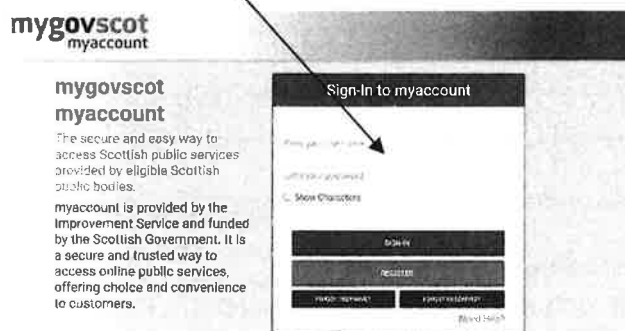 mygovscot
myaccount
mygovscot
myaccount
The secure and easy way to
access Scottish public services
provided by eligible Scottish
public bodies.
myaccount is provided by the
Improvement Service and funded
by the Scottish Government. It is
a secure and trusted way to
access online public services,
offering choice and convenience
to customers.
Sign-In to myaccount
Show Characters
SIGN-IN
REGISTER
Need Help?